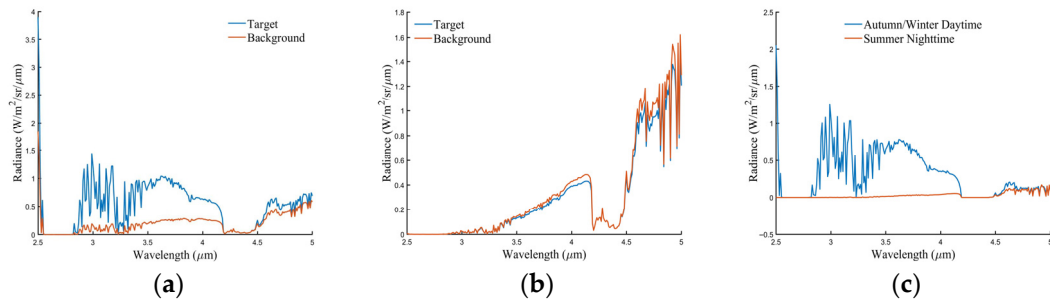 4
3.5
3
2.5
2
1.5
1
0.5
0
2.5 3 3.5 4 4.5 5
Radiance (W/m²/sr/μm)
Wavelength (μm)
Target
Background
(a)
1.8
1.6
1.4
1.2
1
0.8
0.6
0.4
0.2
0
2.5 3 3.5 4 4.5 5
Radiance (W/m²/sr/μm)
Wavelength (μm)
Target
Background
(b)
2.5
2
1.5
1
0.5
0
-0.5
2.5 3 3.5 4 4.5 5
Radiance (W/m²/sr/μm)
Wavelength (μm)
Autumn/Winter Daytime
Summer Nighttime
(c)